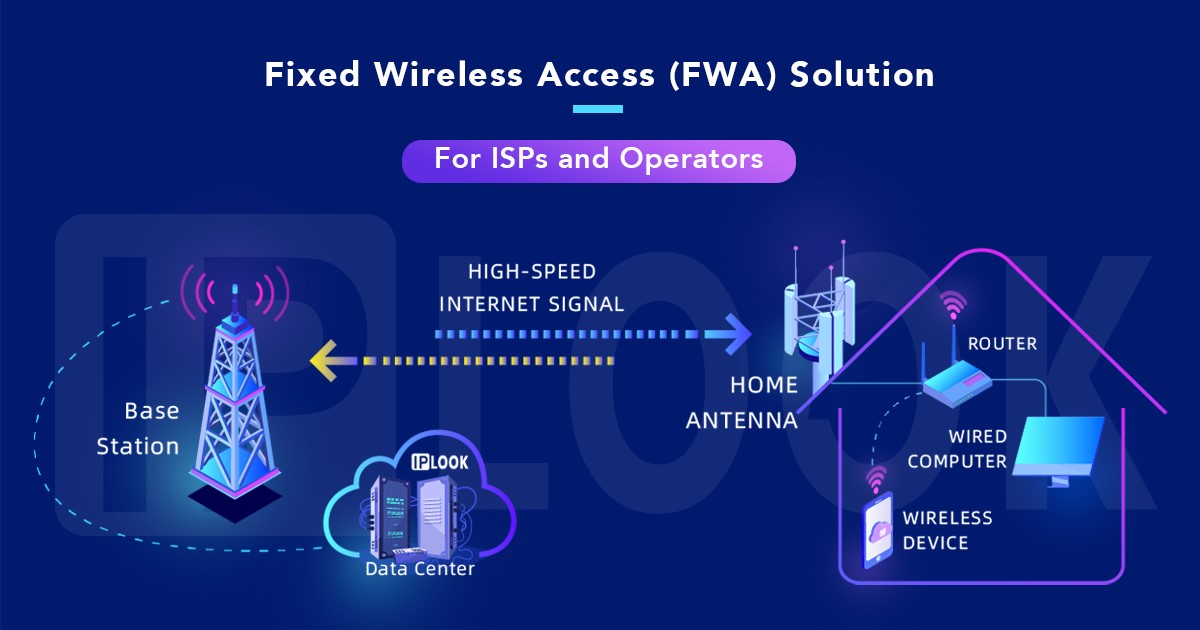 Fixed Wireless Access (FWA) Solution
For ISPs and Operators
IPLOOK
HIGH-SPEED
INTERNET SIGNAL
Base
Station
IPLOOK
Data Center
HOME
ANTENNA
ROUTER
WIRED
COMPUTER
WIRELESS
DEVICE